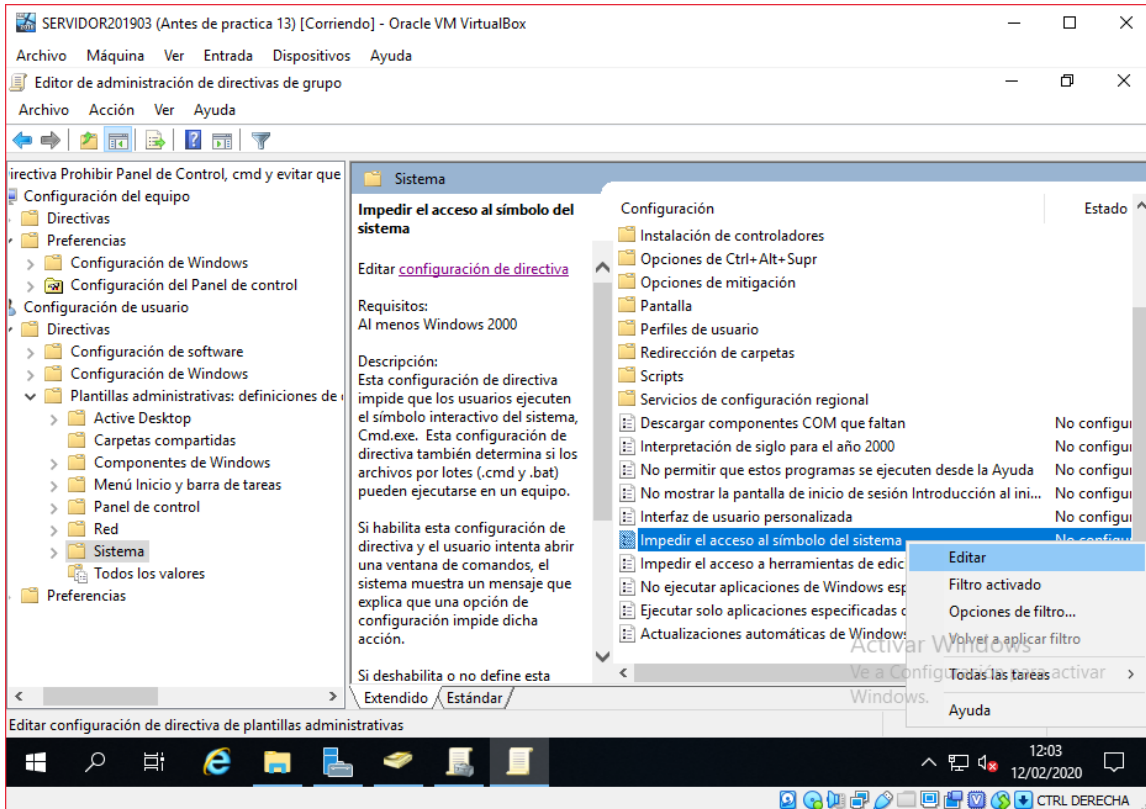 SERVIDOR201903 (Antes de practica 13) [Corriendo] - Oracle VM VirtualBox
Archivo Máquina Ver Entrada Dispositivos Ayuda
Editor de administración de directivas de grupo
Archivo Acción Ver Ayuda
irectiva Prohibir Panel de Control, cmd y evitar que
Configuración del equipo
Directivas
Preferencias
Configuración de Windows
Configuración del Panel de control
Configuración de usuario
Directivas
Configuración de software
Configuración de Windows
Plantillas administrativas: definiciones de
Active Desktop
Carpetas compartidas
Componentes de Windows
Menú Inicio y barra de tareas
Panel de control
Red
Sistema
Todos los valores
Preferencias
Sistema
Impedir el acceso al símbolo del
sistema
Editar configuración de directiva
Requisitos:
Al menos Windows 2000
Descripción:
Esta configuración de directiva
impide que los usuarios ejecuten
el símbolo interactivo del sistema,
Cmd.exe. Esta configuración de
directiva también determina si los
archivos por lotes (.cmd y .bat)
pueden ejecutarse en un equipo.
Si habilita esta configuración de
directiva y el usuario intenta abrir
una ventana de comandos, el
sistema muestra un mensaje que
explica que una opción de
configuración impide dicha
acción.
Si deshabilita o no define esta
Extendido Estándar
Configuración Estado
Instalación de controladores
Opciones de Ctrl+Alt+Supr
Opciones de mitigación
Pantalla
Perfiles de usuario
Redirección de carpetas
Scripts
Servicios de configuración regional
Descargar componentes COM que faltan No configur
Interpretación de siglo para el año 2000 No configur
No permitir que estos programas se ejecuten desde la Ayuda No configur
No mostrar la pantalla de inicio de sesión Introducción al ini... No configur
Interfaz de usuario personalizada No configur
Impedir el acceso al símbolo del sistema No configur
Impedir el acceso a herramientas de edic
No ejecutar aplicaciones de Windows esp
Ejecutar solo aplicaciones especificadas d
Actualizaciones automáticas de Windows
Editar
Filtro activado
Opciones de filtro...
Volver a aplicar filtro
Todas las tareas
Ayuda
Activar Windows
Ve a Configuración para activar
Windows.
Editar configuración de directiva de plantillas administrativas
12:03
12/02/2020
CTRL DERECHA